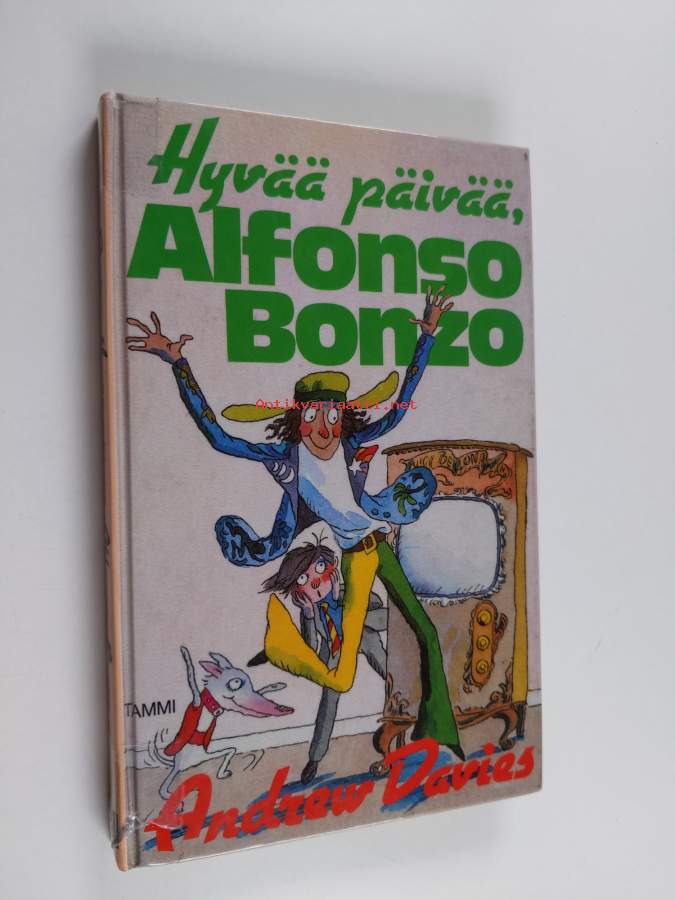 Hyvää päivää,
Alfonso
Bonzo
Antikvariaatti.net
TAMMI
Andrew Davies